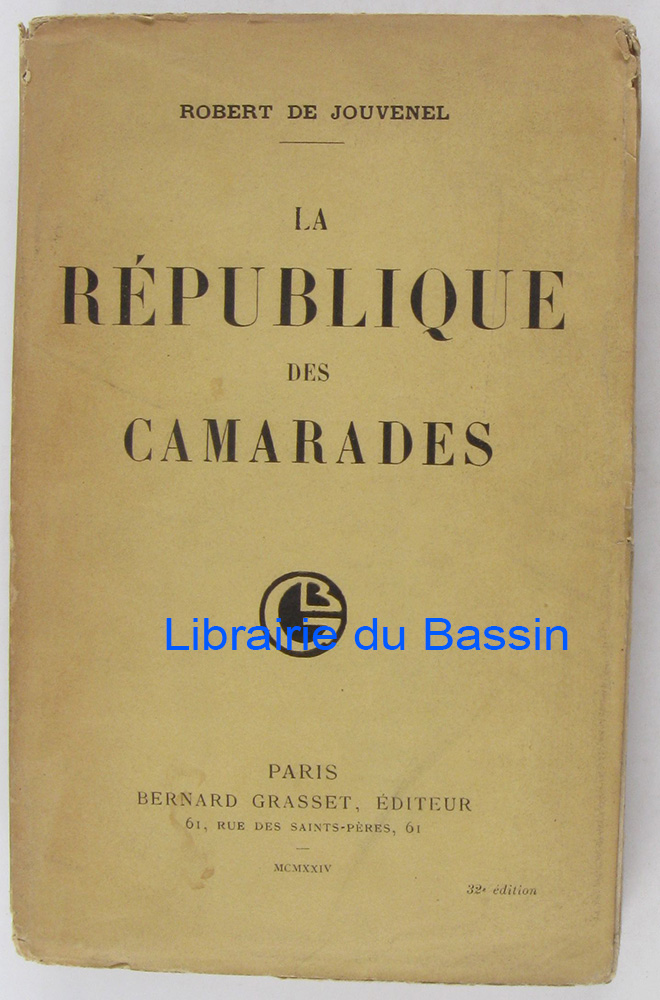 ROBERT DE JOUVENEL
LA
RÉPUBLIQUE
DES
CAMARADES
BG
Librairie du Bassin
PARIS
BERNARD GRASSET, ÉDITEUR
61, RUE DES SAINTS-PÈRES, 61
MCMXXIV
32e édition